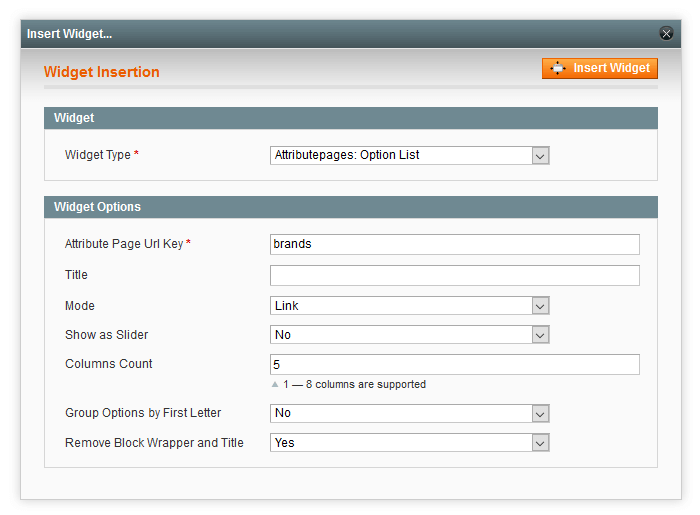 Insert Widget...
Widget Insertion
Insert Widget
Widget
Widget Type *
Attributepages: Option List
Widget Options
Attribute Page Url Key *
brands
Title
Mode
Link
Show as Slider
No
Columns Count
5
1 — 8 columns are supported
Group Options by First Letter
No
Remove Block Wrapper and Title
Yes